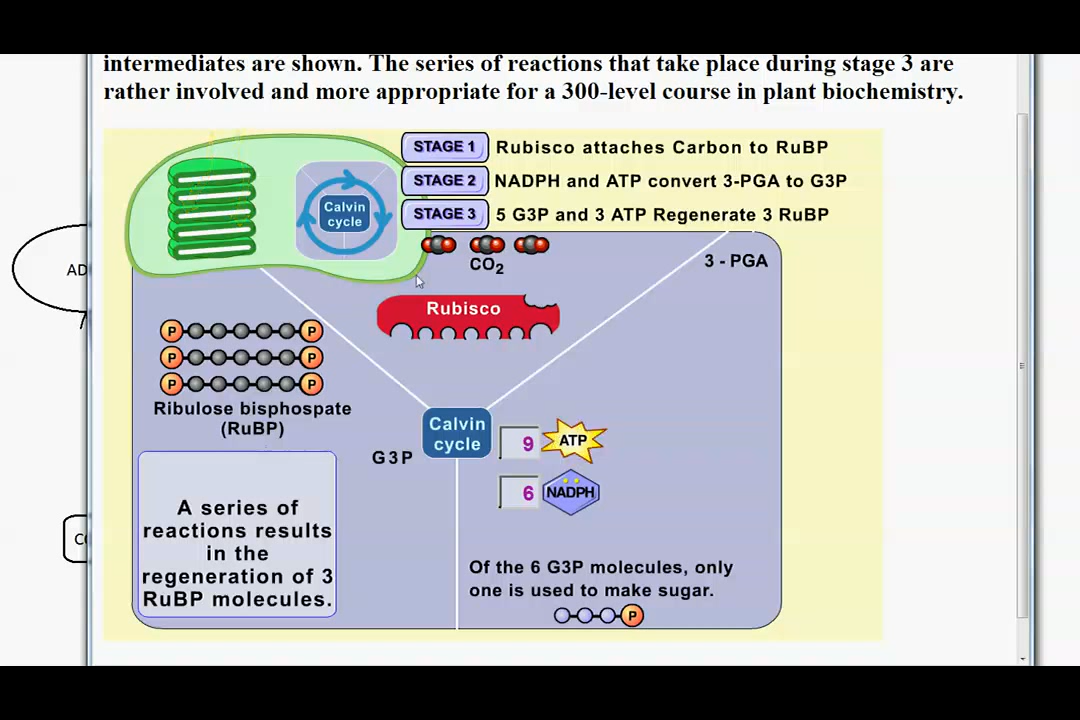 intermediates are shown. The series of reactions that take place during stage 3 are
rather involved and more appropriate for a 300-level course in plant biochemistry.
STAGE 1 Rubisco attaches Carbon to RuBP
STAGE 2 NADPH and ATP convert 3-PGA to G3P
STAGE 3 5 G3P and 3 ATP Regenerate 3 RuBP
Calvin
cycle
CO2
3 - PGA
AD
Rubisco
P P
P P
P P
Ribulose bisphospate
(RuBP)
Calvin
cycle
G3P
9 ATP
6 NADPH
A series of
reactions results
in the
regeneration of 3
RuBP molecules.
Of the 6 G3P molecules, only
one is used to make sugar.
P